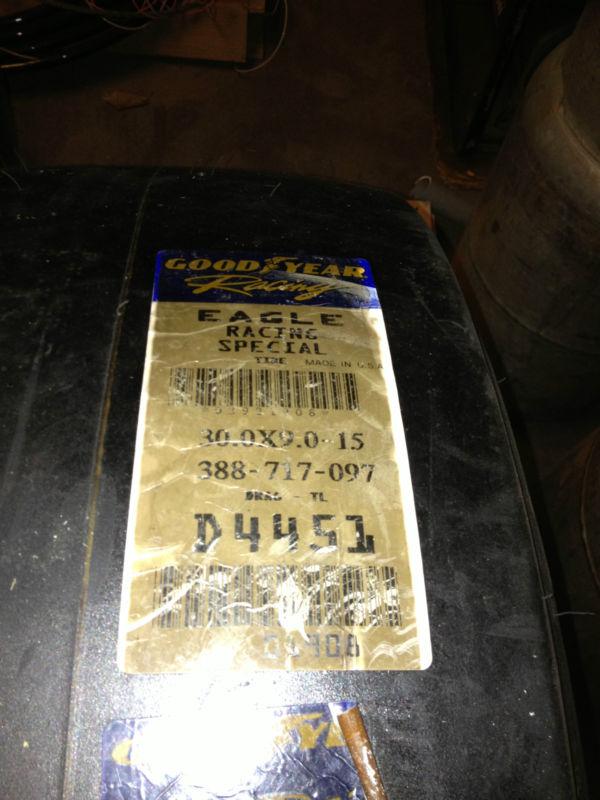 GOODYEAR
Racing
EAGLE
RACING
SPECIAL
TIRE MADE IN U.S.A
30.0X9.0-15
388-717-097
DRAG - TL
D4451